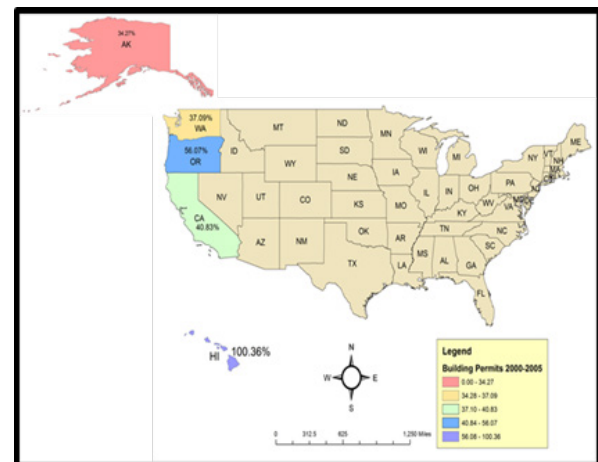 34.27%
AK
37.09%
WA
56.07%
OR
CA
40.83%
MT
ND
MN
ID
WY
SD
WI
MI
NY
VT
NH
ME
MA
NV
UT
CO
NE
IA
IL
IN
OH
PA
NJ
KS
MO
KY
WV
VA
AZ
NM
OK
AR
TN
NC
SC
TX
LA
MS
AL
GA
FL
HI
100.36%
N
W
E
S
0 312.5 625 1,250 Miles
Legend
Building Permits 2000-2005
0.00 - 34.27
34.28 - 37.09
37.10 - 40.83
40.84 - 56.07
56.08 - 100.36